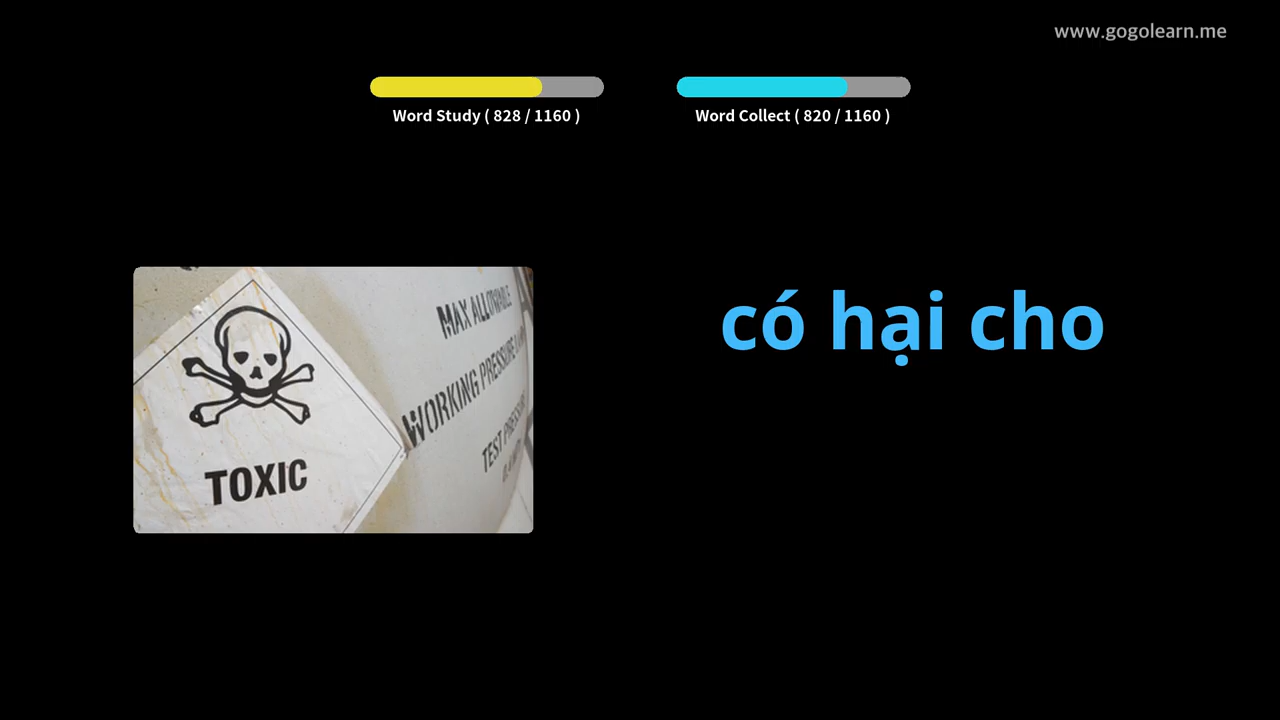 www.gogolearn.me
Word Study ( 828 / 1160 )
Word Collect ( 820 / 1160 )
có hại cho
MAX ALLOWABLE
WORKING PRESSURE
TEST PRESSURE
TOXIC